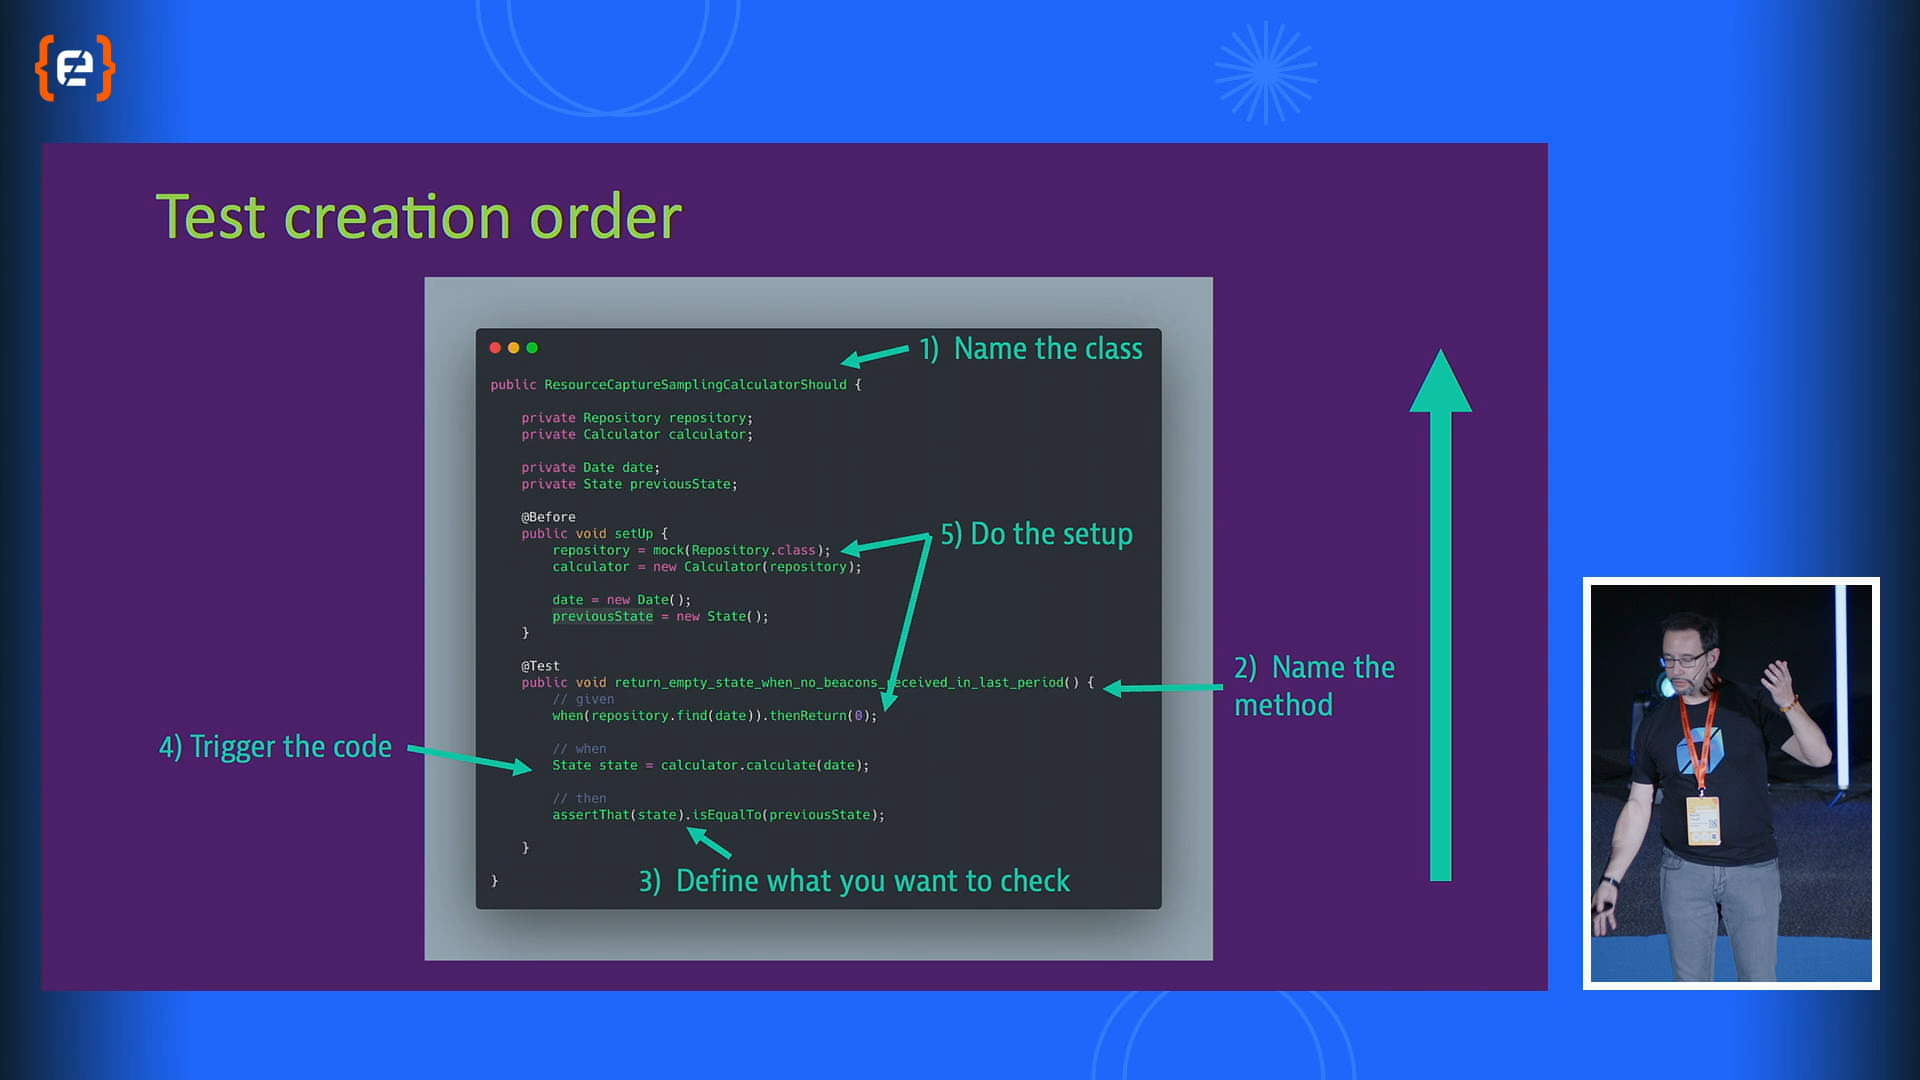 Test creation order
1) Name the class
public ResourceCaptureSamplingCalculatorShould {
private Repository repository;
private Calculator calculator;
private Date date;
private State previousState;
@Before
public void setUp {
repository = mock(Repository.class);
calculator = new Calculator(repository);
5) Do the setup
date = new Date();
previousState = new State();
}
@Test
public void return_empty_state_when_no_beacons_received_in_last_period() {
2) Name the
method
// given
when(repository.find(date)).thenReturn(0);
// when
4) Trigger the code
State state = calculator.calculate(date);
// then
assertThat(state).isEqualTo(previousState);
}
3) Define what you want to check
}